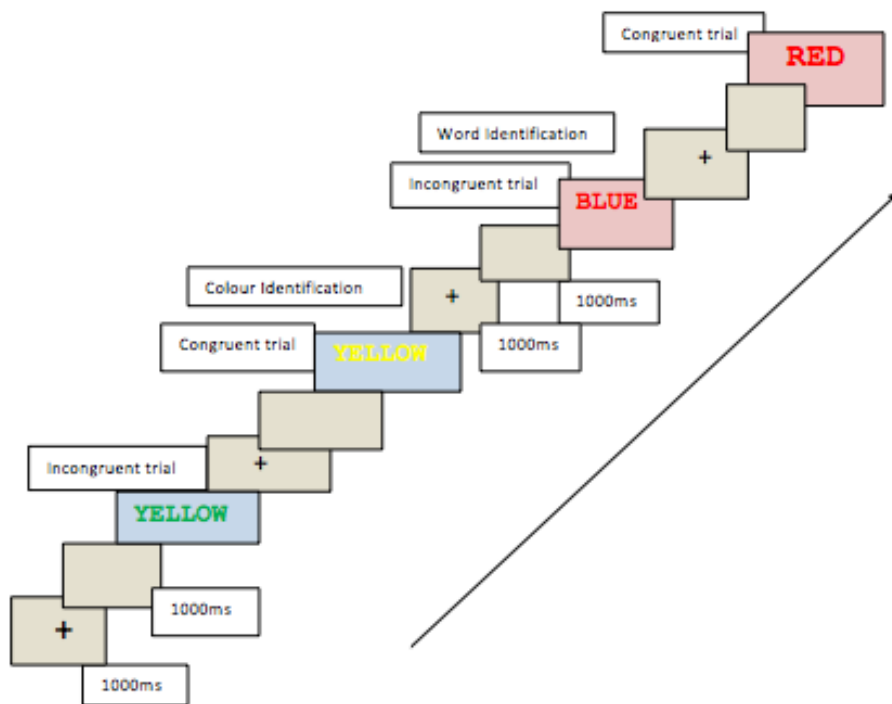 Congruent trial
RED
+
Word Identification
Incongruent trial
BLUE
1000ms
+
Colour Identification
1000ms
Congruent trial
YELLOW
+
Incongruent trial
YELLOW
1000ms
+
1000ms